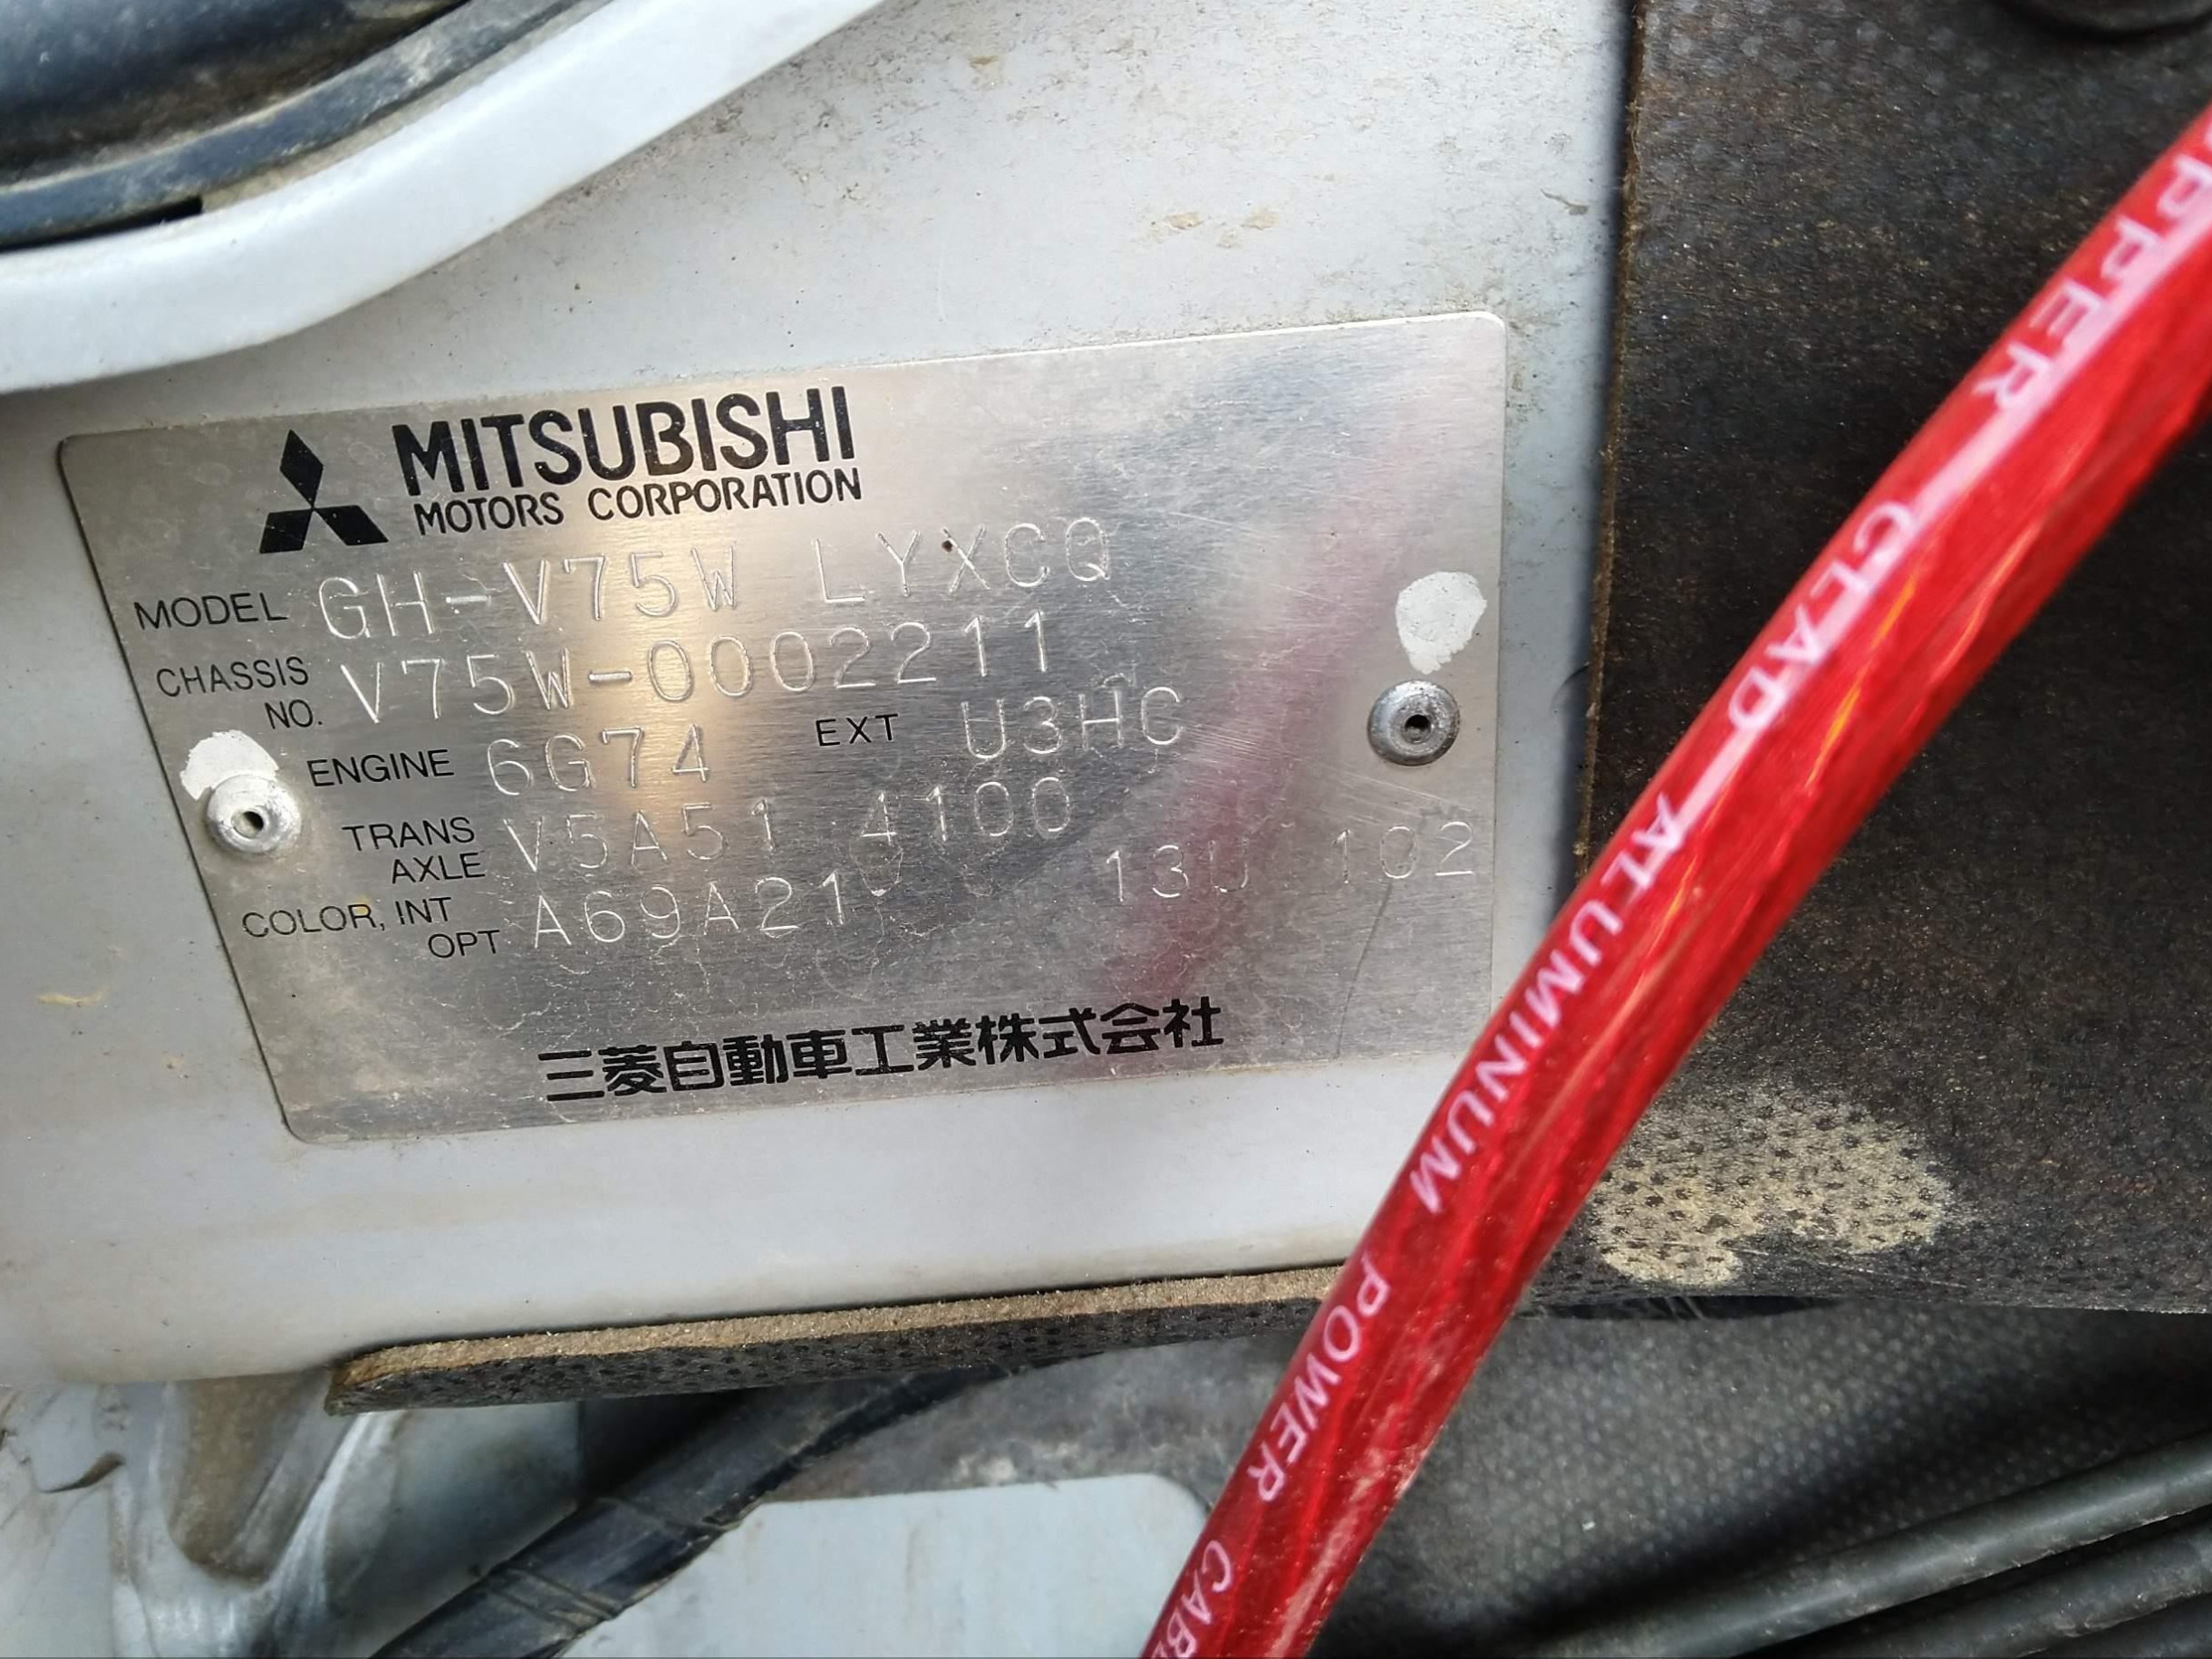 MITSUBISHI
MOTORS CORPORATION
MODEL GH-V75W LYXCQ
CHASSIS NO. V75W-0002211
ENGINE 6G74 EXT U3HC
TRANS AXLE V5A51 4100
COLOR, INT OPT A69A21 13U 102
三菱自動車工業株式会社
CLAD ALUMINUM POWER